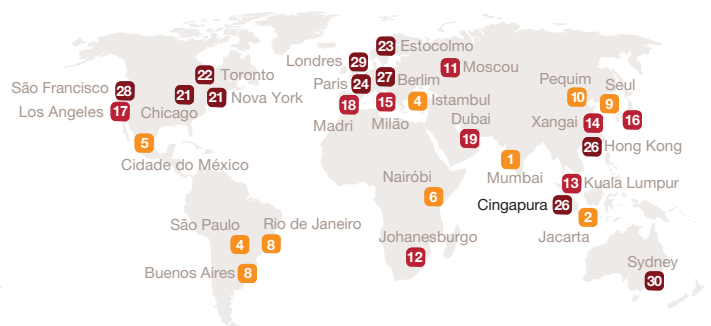 23 Estocolmo
Londres 29
Moscou
11
22 Toronto
Paris 24
27 Berlim
São Francisco 28
21
21 Nova York
Chicago
Los Angeles 17
18
Madri
15
Milão
4 Istambul
Dubai
19
Pequim
10
Seul
9
Xangai 14
16
26 Hong Kong
5
Cidade do México
1
Mumbai
13 Kuala Lumpur
Nairóbi
6
Cingapura 26
2
Jacarta
São Paulo
4
Rio de Janeiro
8
Johanesburgo
12
Buenos Aires 8
Sydney
30